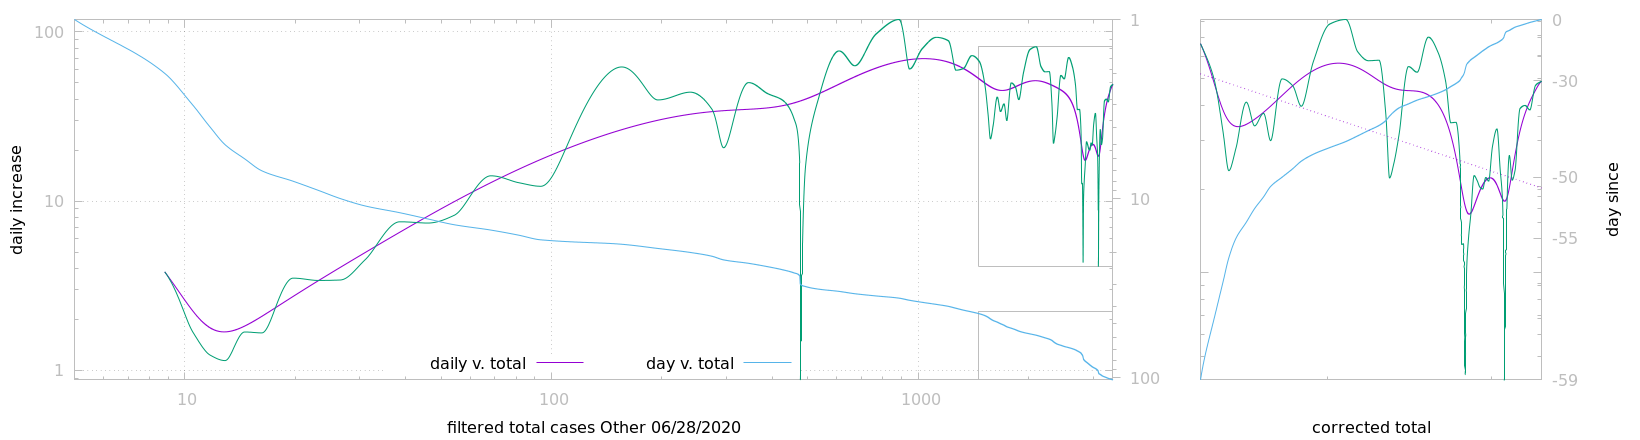 100
10
1
daily increase
10
100
1000
filtered total cases Other 06/28/2020
daily v. total
day v. total
1
10
100
0
-30
-50
-55
-59
day since
corrected total